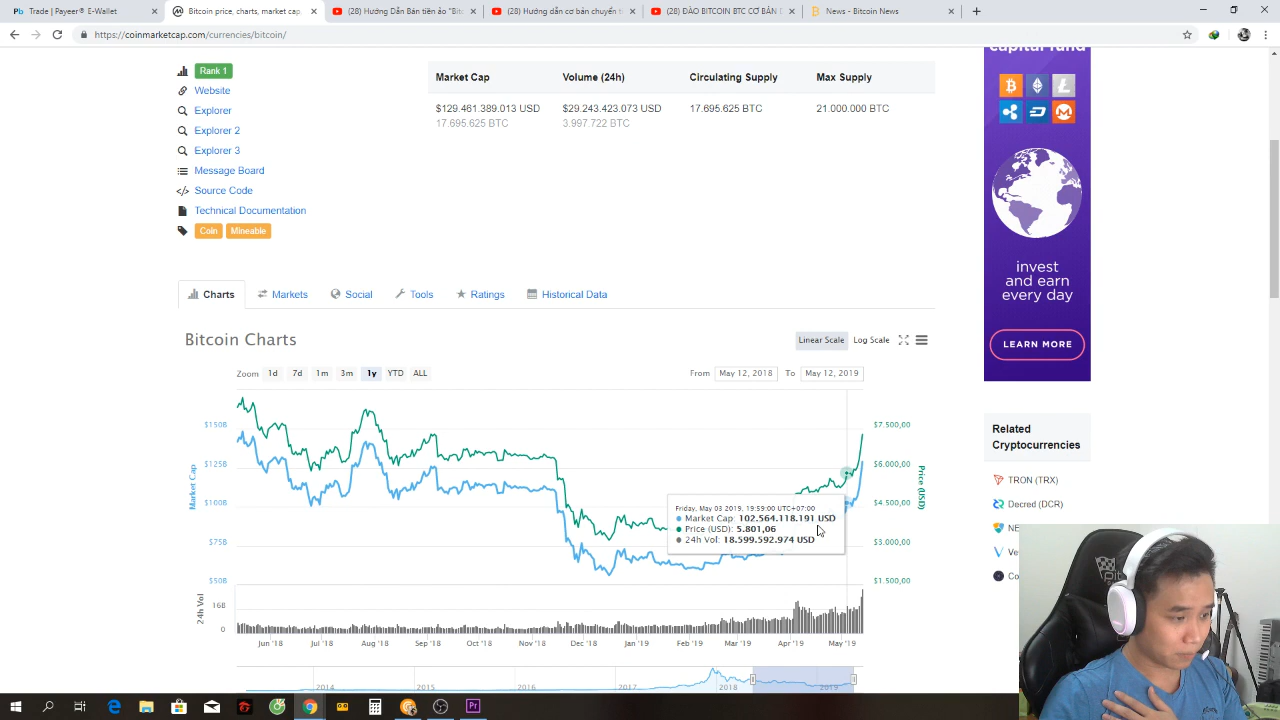 Trade | Payeer® E-Wallet
Bitcoin price, market cap,
(28) Hướng Dẫn Bán tiền ảo "Bitc
(28) Hướng dẫn cơ bản chuyển ti
(28) ĐÀO BITCOIN BTC CƠ BẢN
News - Bitcoin News
https://coinmarketcap.com/currencies/bitcoin/
Rank 1
Website
Explorer
Explorer 2
Explorer 3
Message Board
Source Code
Technical Documentation
Coin Mineable
Market Cap Volume (24h) Circulating Supply Max Supply
$129.461.389.013 USD $29.243.423.073 USD 17.695.625 BTC 21.000.000 BTC
17.695.625 BTC 3.997.722 BTC
capital fund
invest
and earn
every day
LEARN MORE
Charts Markets Social Tools Ratings Historical Data
Bitcoin Charts
Linear Scale Log Scale
Zoom 1d 7d 1m 3m 1y YTD ALL
From May 12, 2018 To May 12, 2019
$150B
$125B
$100B
$75B
$50B
16B
0
Market Cap
24h Vol
$7.500,00
$6.000,00
$4.500,00
$3.000,00
$1.500,00
Price (USD)
Friday, May 03 2019, 19:59:00 UTC+07:00
Market Cap: 102.564.118.191 USD
Price (USD): 5.801,06
24h Vol: 18.599.592.974 USD
Jun '18 Jul '18 Aug '18 Sep '18 Oct '18 Nov '18 Dec '18 Jan '19 Feb '19 Mar '19 Apr '19 May '19
2014 2015 2016 2017 2018 2019
Related
Cryptocurrencies
TRON (TRX)
Decred (DCR)
NE
Ve
Co
Pr